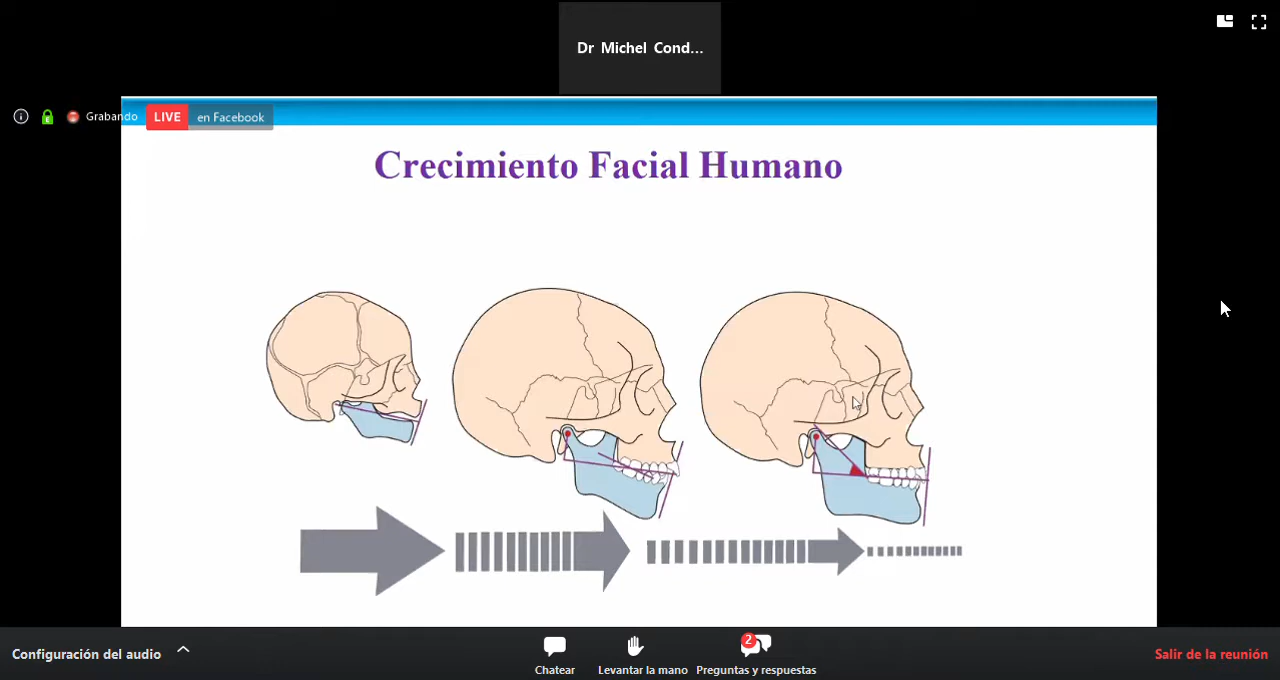 Dr Michel Cond...
Grabando
LIVE en Facebook
Crecimiento Facial Humano
Configuración del audio
Chatear
Levantar la mano
2
Preguntas y respuestas
Salir de la reunión